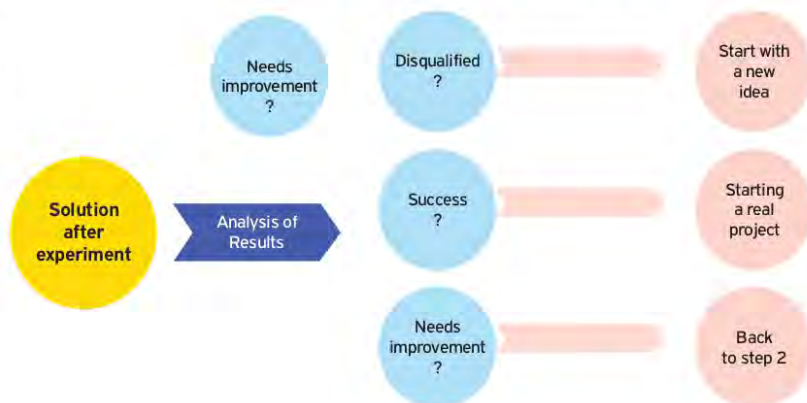 Needs
improvement
?
Disqualified
?
Start with
a new
idea
Solution
after
experiment
Analysis of
Results
Success
?
Starting
a real
project
Needs
improvement
?
Back
to step 2